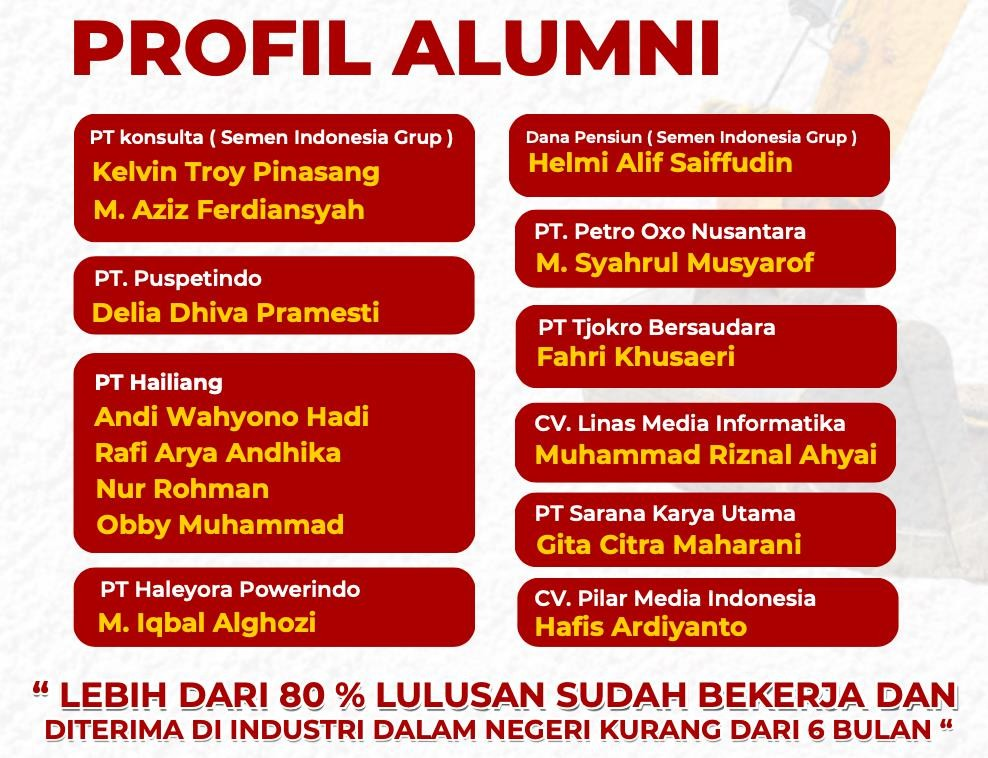 PROFIL ALUMNI
PT konsulta ( Semen Indonesia Grup )
Kelvin Troy Pinasang
M. Aziz Ferdiansyah
PT. Puspetindo
Delia Dhiva Pramesti
PT Hailiang
Andi Wahyono Hadi
Rafi Arya Andhika
Nur Rohman
Obby Muhammad
PT Haleyora Powerindo
M. Iqbal Alghozi
Dana Pensiun ( Semen Indonesia Grup )
Helmi Alif Saiffudin
PT. Petro Oxo Nusantara
M. Syahrul Musyarof
PT Tjokro Bersaudara
Fahri Khusaeri
CV. Linas Media Informatika
Muhammad Riznal Ahyai
PT Sarana Karya Utama
Gita Citra Maharani
CV. Pilar Media Indonesia
Hafis Ardiyanto
“ LEBIH DARI 80 % LULUSAN SUDAH BEKERJA DAN
DITERIMA DI INDUSTRI DALAM NEGERI KURANG DARI 6 BULAN “